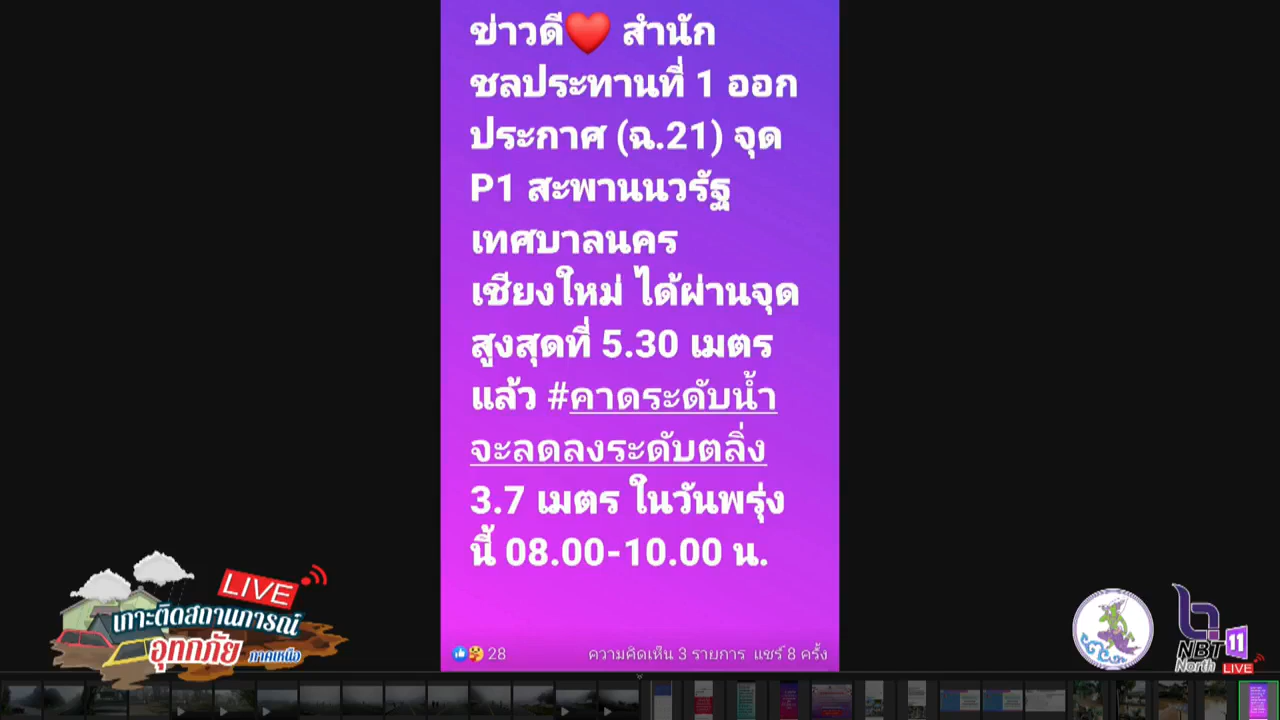 ข่าวดี❤️ สำนัก
ชลประทานที่ 1 ออก
ประกาศ (ฉ.21) จุด
P1 สะพานนวรัฐ
เทศบาลนคร
เชียงใหม่ ได้ผ่านจุด
สูงสุดที่ 5.30 เมตร
แล้ว #คาดระดับน้ำ
จะลดลงระดับตลิ่ง
3.7 เมตร ในวันพรุ่ง
นี้ 08.00-10.00 น.
28 ความคิดเห็น 3 รายการ แชร์ 8 ครั้ง
LIVE
เกาะติดสถานการณ์
อุทกภัย ภาคเหนือ
NBT 11
North LIVE